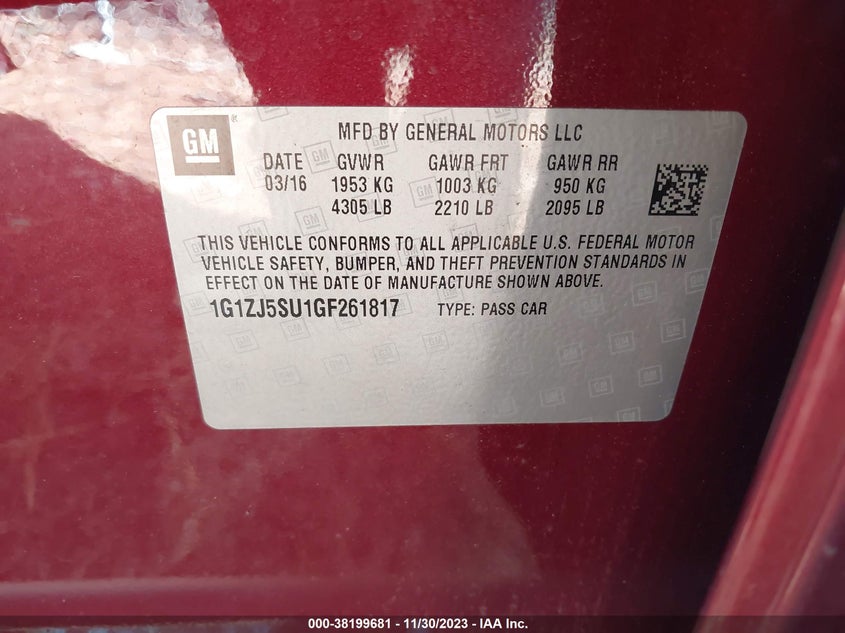 GM ® MFD BY GENERAL MOTORS LLC
DATE GVWR GAWR FRT GAWR RR
03/16 1953 KG 1003 KG 950 KG
4305 LB 2210 LB 2095 LB
THIS VEHICLE CONFORMS TO ALL APPLICABLE U.S. FEDERAL MOTOR
VEHICLE SAFETY, BUMPER, AND THEFT PREVENTION STANDARDS IN
EFFECT ON THE DATE OF MANUFACTURE SHOWN ABOVE.
1G1ZJ5SU1GF261817 TYPE: PASS CAR
000-38199681 - 11/30/2023 - IAA Inc.